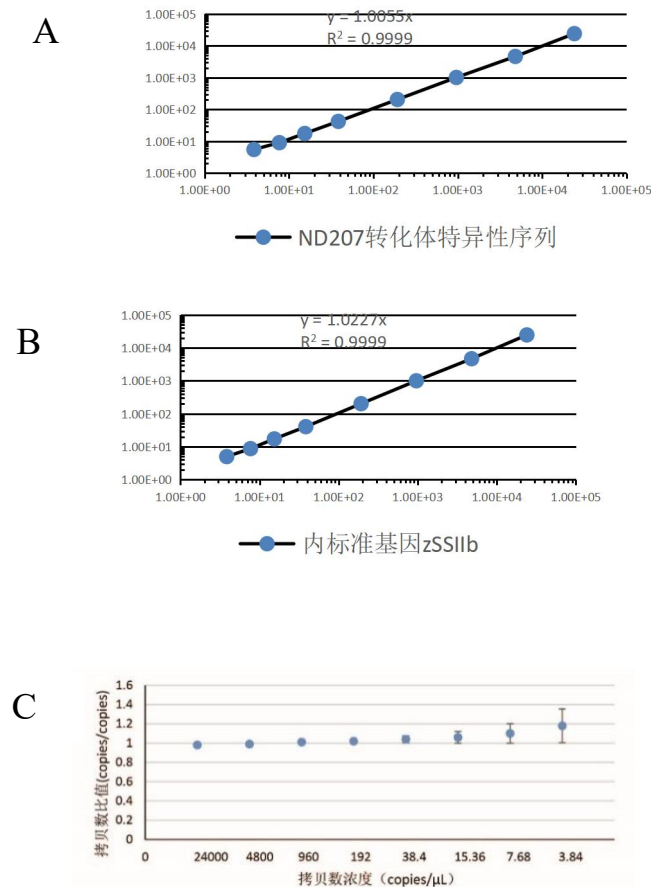 A
y = 1.0055x
R² = 0.9999
1.00E+05
1.00E+04
1.00E+03
1.00E+02
1.00E+01
1.00E+00
1.00E+00 1.00E+01 1.00E+02 1.00E+03 1.00E+04 1.00E+05
ND207转化体特异性序列
B
y = 1.0227x
R² = 0.9999
1.00E+05
1.00E+04
1.00E+03
1.00E+02
1.00E+01
1.00E+00
1.00E+00 1.00E+01 1.00E+02 1.00E+03 1.00E+04 1.00E+05
内标准基因zSSIIb
C
拷贝数比值(copies/copies)
1.6
1.4
1.2
1
0.8
0.6
0.4
0.2
0
0 24000 4800 960 192 38.4 15.36 7.68 3.84
拷贝数浓度（copies/μL）